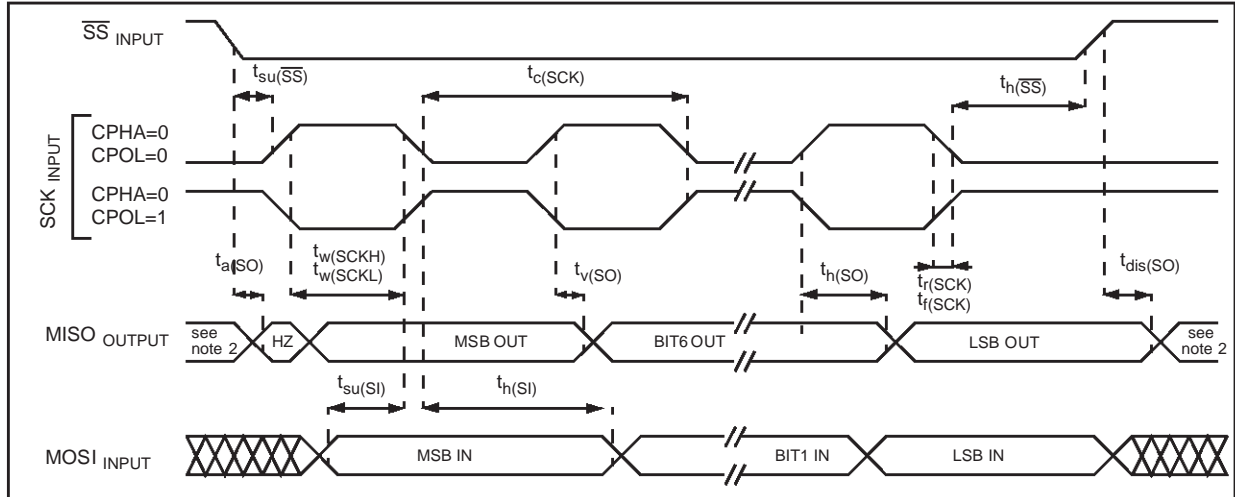 SS INPUT
tsu(SS)
tc(SCK)
th(SS)
SCK INPUT
CPHA=0
CPOL=0
CPHA=0
CPOL=1
ta(SO)
tw(SCKH)
tw(SCKL)
tv(SO)
th(SO)
tr(SCK)
tf(SCK)
tdis(SO)
MISO OUTPUT
see
note 2
HZ
MSB OUT
BIT6 OUT
LSB OUT
see
note 2
tsu(SI)
th(SI)
MOSI INPUT
MSB IN
BIT1 IN
LSB IN